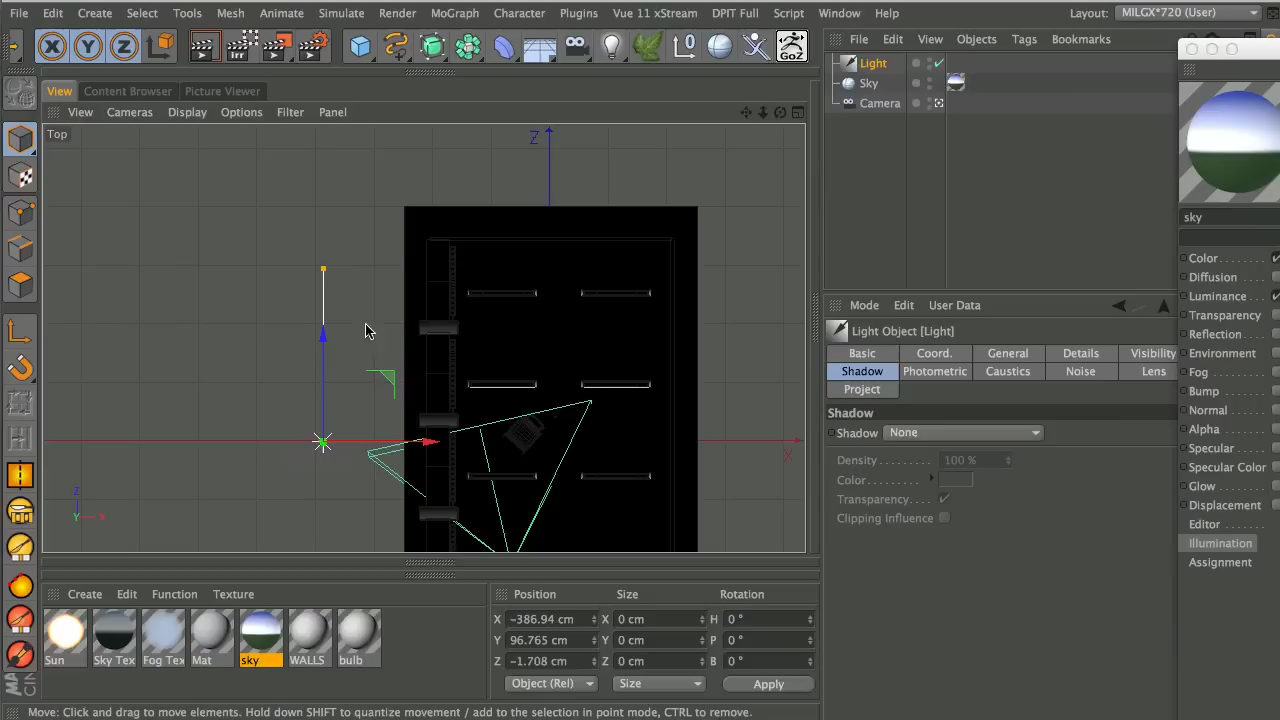 File Edit Create Select Tools Mesh Animate Simulate Render MoGraph Character Plugins Vue 11 xStream DPIT Full Script Window Help Layout: MILGX*720 (User)
X Y Z GoZ
File Edit View Objects Tags Bookmarks
Light
Sky
Camera
View Content Browser Picture Viewer
View Cameras Display Options Filter Panel
Top
Z
X
Z
Y X
sky
Color
Diffusion
Luminance
Transparency
Reflection
Environment
Fog
Bump
Normal
Alpha
Specular
Specular Color
Glow
Displacement
Editor
Illumination
Assignment
Mode Edit User Data
Light Object [Light]
Basic Coord. General Details Visibility
Shadow Photometric Caustics Noise Lens
Project
Shadow
Shadow None
Density 100 %
Color
Transparency
Clipping Influence
Create Edit Function Texture
Sun Sky Tex Fog Tex Mat sky WALLS bulb
Position Size Rotation
X -386.94 cm X 0 cm H 0 °
Y 96.765 cm Y 0 cm P 0 °
Z -1.708 cm Z 0 cm B 0 °
Object (Rel) Size Apply
Move: Click and drag to move elements. Hold down SHIFT to quantize movement / add to the selection in point mode, CTRL to remove.